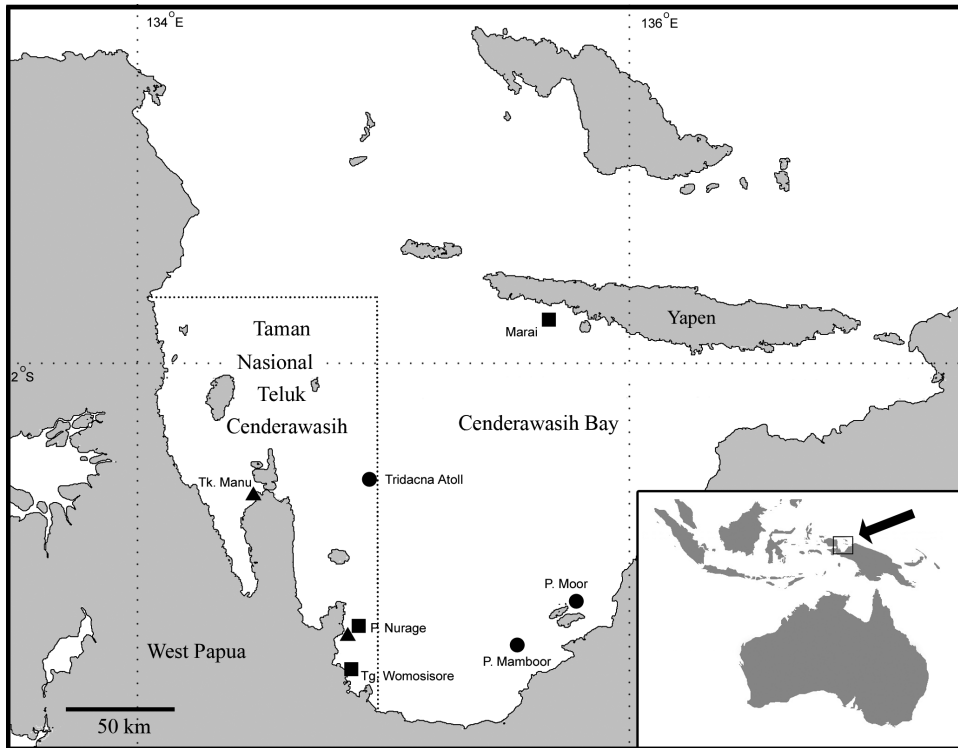 134°E
136°E
Taman
Nasional
Teluk
Cenderawasih
Marai
Yapen
2°S
Cenderawasih Bay
Tk. Manu
Tridacna Atoll
P. Moor
P. Nurage
P. Mamboor
West Papua
Tg. Womosisore
50 km